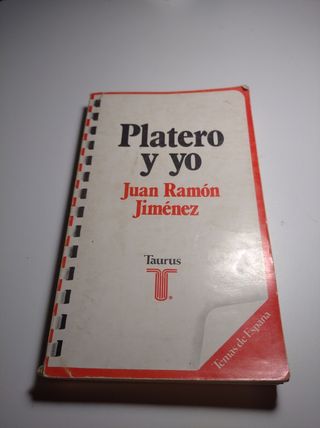 Platero
y yo
Juan Ramón
Jiménez
Taurus
®
Temas de España